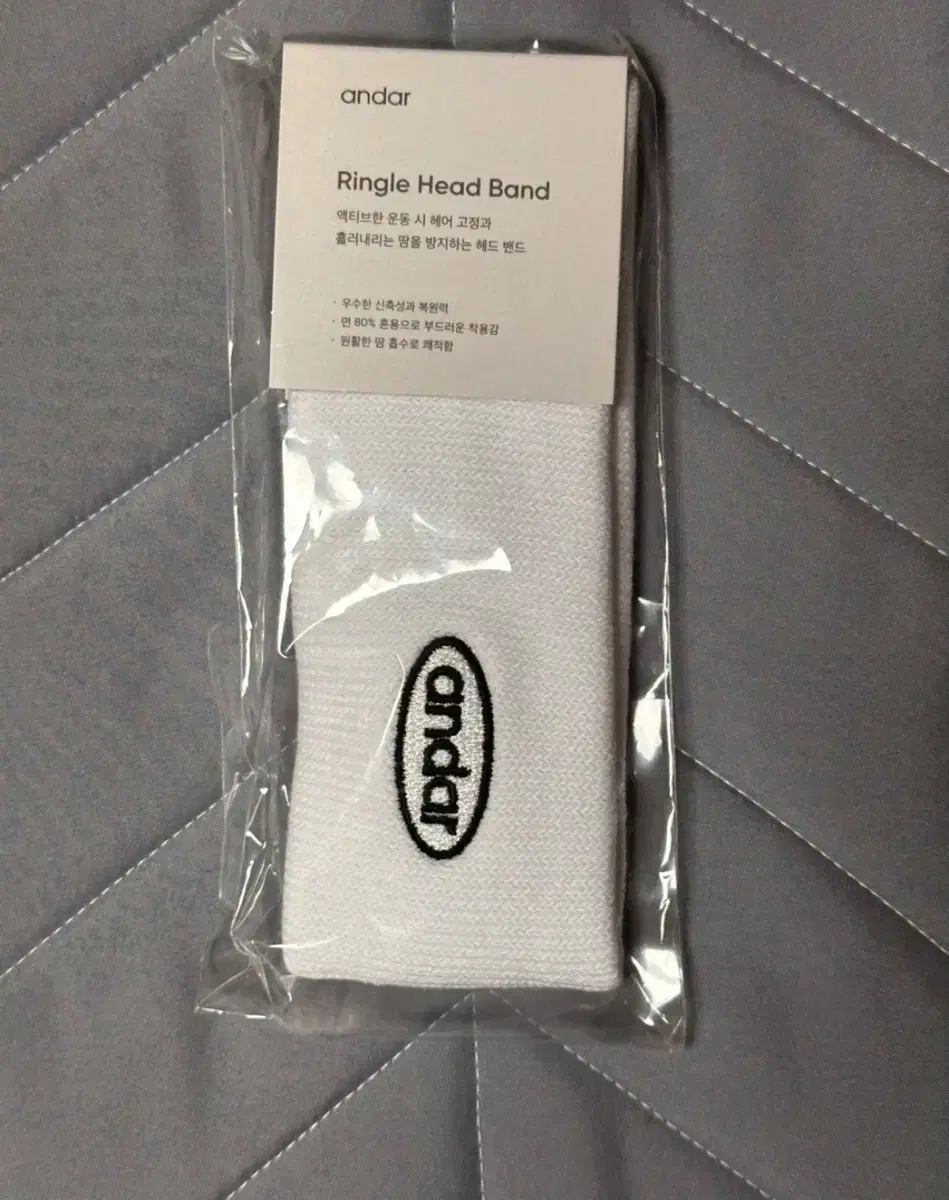 andar
Ringle Head Band
액티브한 운동 시 헤어 고정과
흘러내리는 땀을 방지하는 헤드 밴드
· 우수한 신축성과 복원력
· 면 80% 혼용으로 부드러운 착용감
· 원활한 땀 흡수로 쾌적함
andar